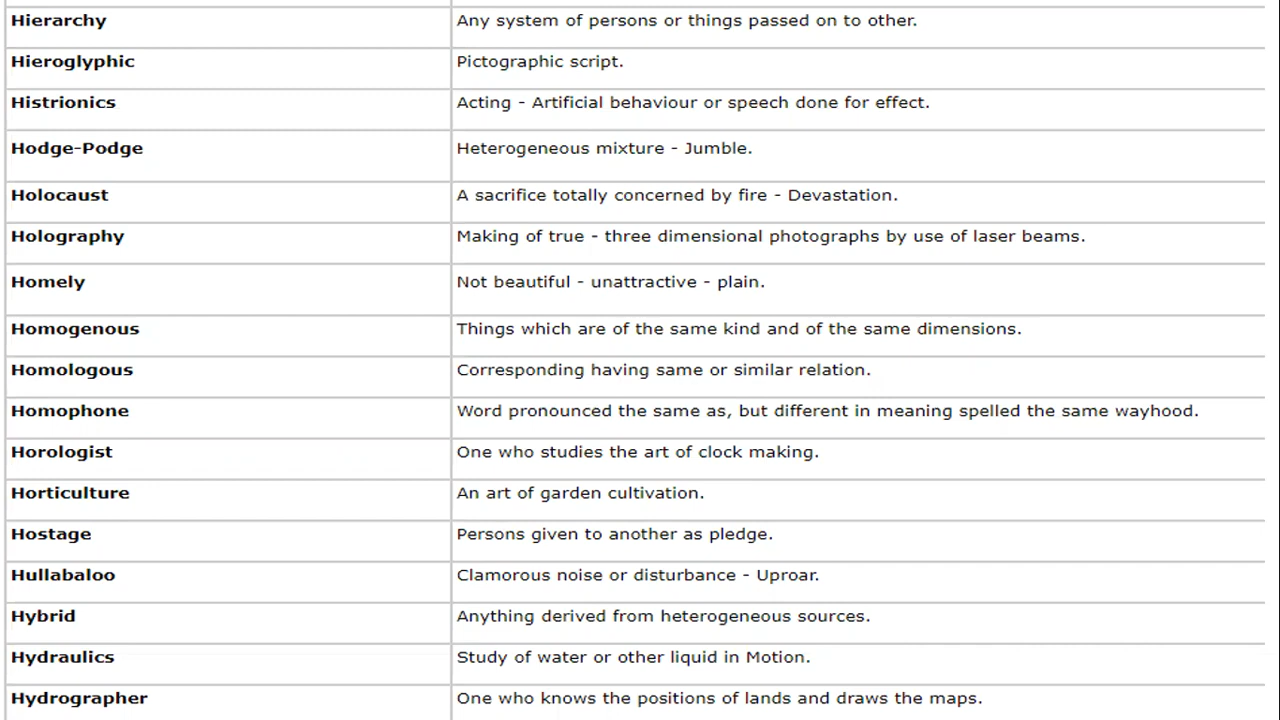 Hierarchy Any system of persons or things passed on to other.
Hieroglyphic Pictographic script.
Histrionics Acting - Artificial behaviour or speech done for effect.
Hodge-Podge Heterogeneous mixture - Jumble.
Holocaust A sacrifice totally concerned by fire - Devastation.
Holography Making of true - three dimensional photographs by use of laser beams.
Homely Not beautiful - unattractive - plain.
Homogenous Things which are of the same kind and of the same dimensions.
Homologous Corresponding having same or similar relation.
Homophone Word pronounced the same as, but different in meaning spelled the same wayhood.
Horologist One who studies the art of clock making.
Horticulture An art of garden cultivation.
Hostage Persons given to another as pledge.
Hullabaloo Clamorous noise or disturbance - Uproar.
Hybrid Anything derived from heterogeneous sources.
Hydraulics Study of water or other liquid in Motion.
Hydrographer One who knows the positions of lands and draws the maps.